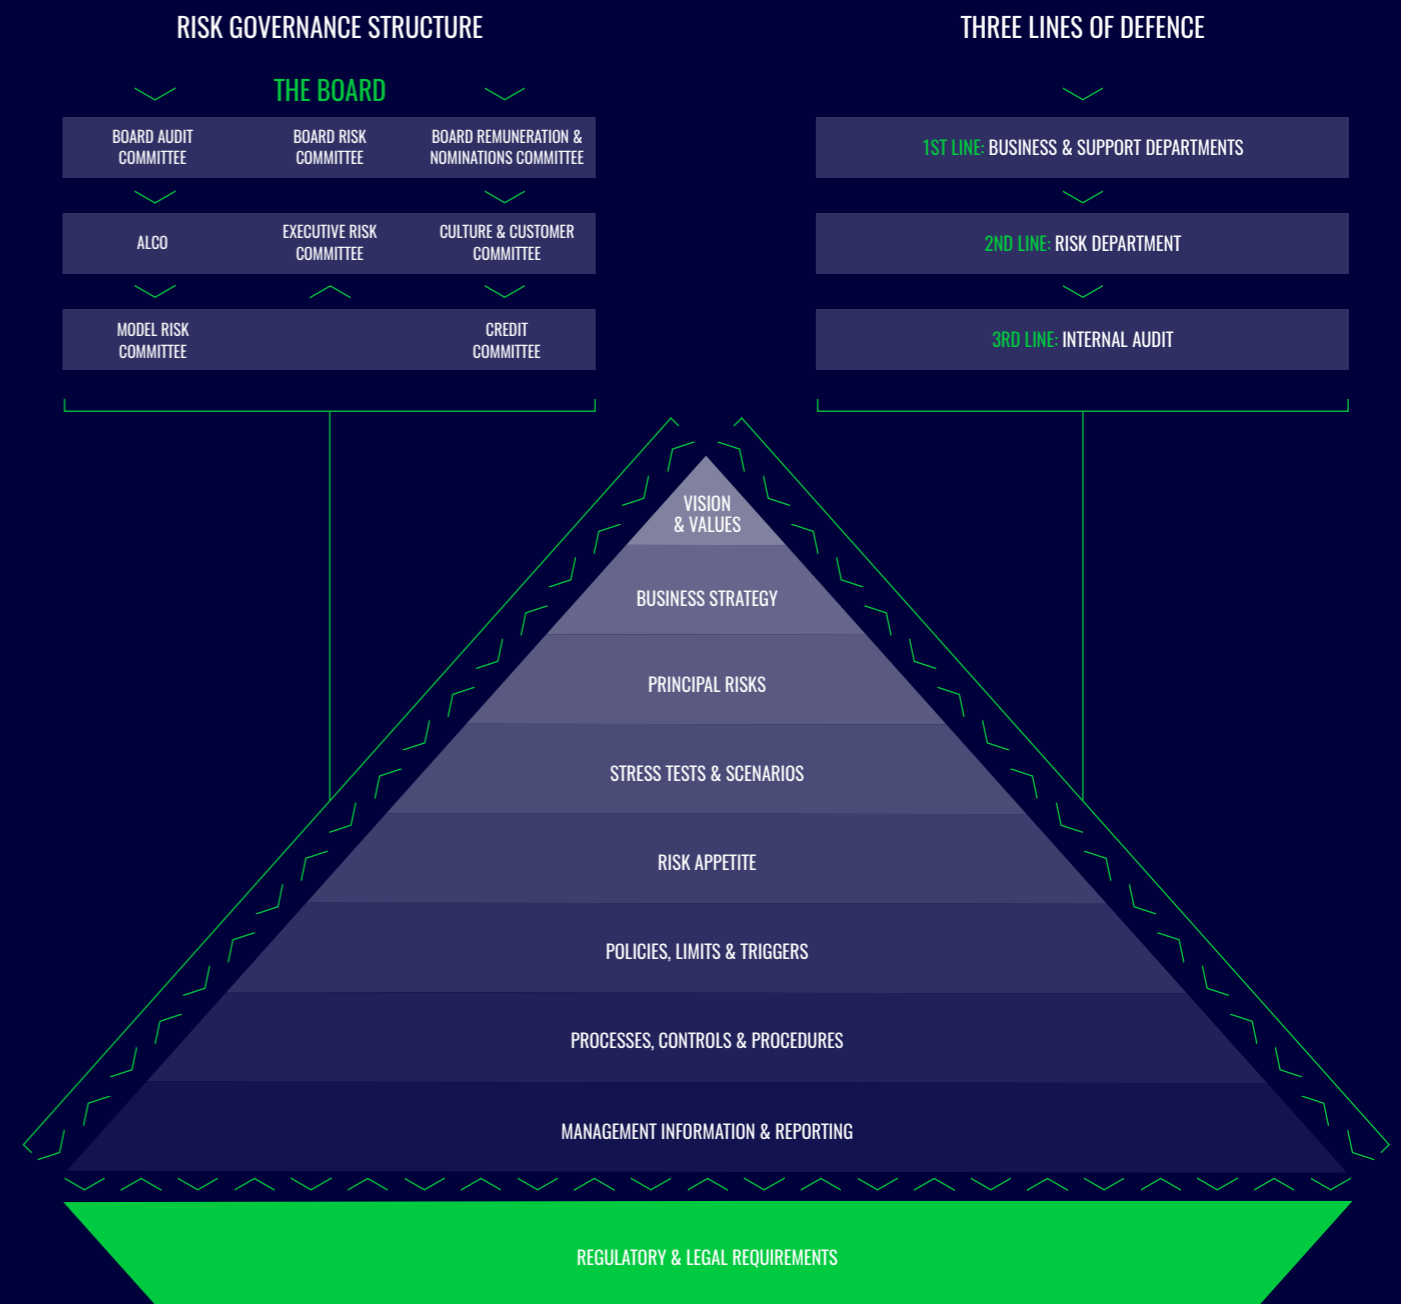 RISK GOVERNANCE STRUCTURE
THE BOARD
BOARD AUDIT
COMMITTEE
BOARD RISK
COMMITTEE
BOARD REMUNERATION &
NOMINATIONS COMMITTEE
ALCO
EXECUTIVE RISK
COMMITTEE
CULTURE & CUSTOMER
COMMITTEE
MODEL RISK
COMMITTEE
CREDIT
COMMITTEE
THREE LINES OF DEFENCE
1ST LINE: BUSINESS & SUPPORT DEPARTMENTS
2ND LINE: RISK DEPARTMENT
3RD LINE: INTERNAL AUDIT
VISION
& VALUES
BUSINESS STRATEGY
PRINCIPAL RISKS
STRESS TESTS & SCENARIOS
RISK APPETITE
POLICIES, LIMITS & TRIGGERS
PROCESSES, CONTROLS & PROCEDURES
MANAGEMENT INFORMATION & REPORTING
REGULATORY & LEGAL REQUIREMENTS